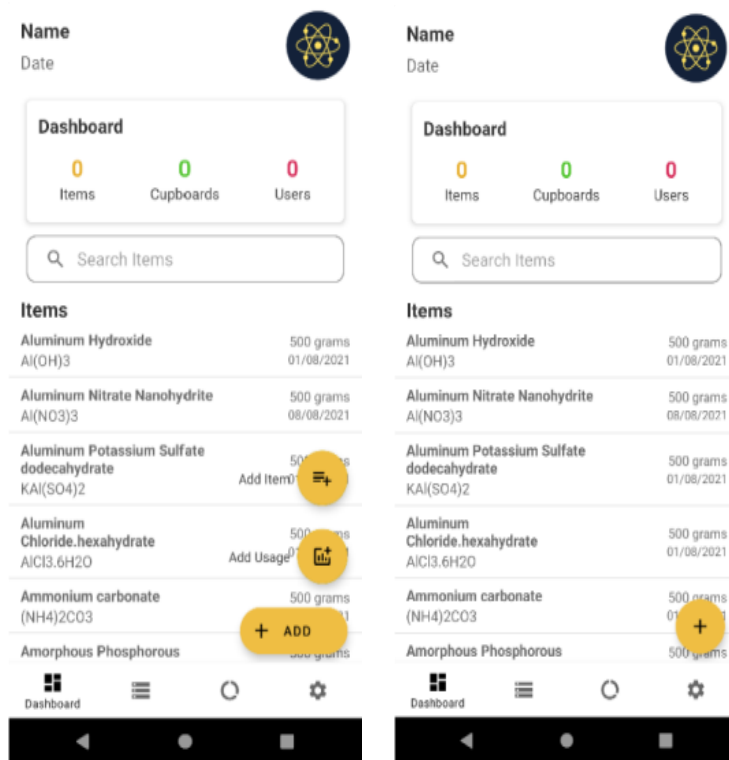 Name
Date
Dashboard
0 0 0
Items Cupboards Users
Search Items
Items
Aluminum Hydroxide 500 grams
Al(OH)3 01/08/2021
Aluminum Nitrate Nanohydrite 500 grams
Al(NO3)3 08/08/2021
Aluminum Potassium Sulfate
dodecahydrate
KAl(SO4)2 Add Item
Aluminum
Chloride.hexahydrate
AlCl3.6H2O Add Usage
Ammonium carbonate 500 grams
(NH4)2CO3
+ ADD
Amorphous Phosphorous
Dashboard
Name
Date
Dashboard
0 0 0
Items Cupboards Users
Search Items
Items
Aluminum Hydroxide 500 grams
Al(OH)3 01/08/2021
Aluminum Nitrate Nanohydrite 500 grams
Al(NO3)3 08/08/2021
Aluminum Potassium Sulfate
dodecahydrate 500 grams
KAl(SO4)2 01/08/2021
Aluminum
Chloride.hexahydrate 500 grams
AlCl3.6H2O 01/08/2021
Ammonium carbonate 500 grams
(NH4)2CO3
+
Amorphous Phosphorous 500 grams
Dashboard